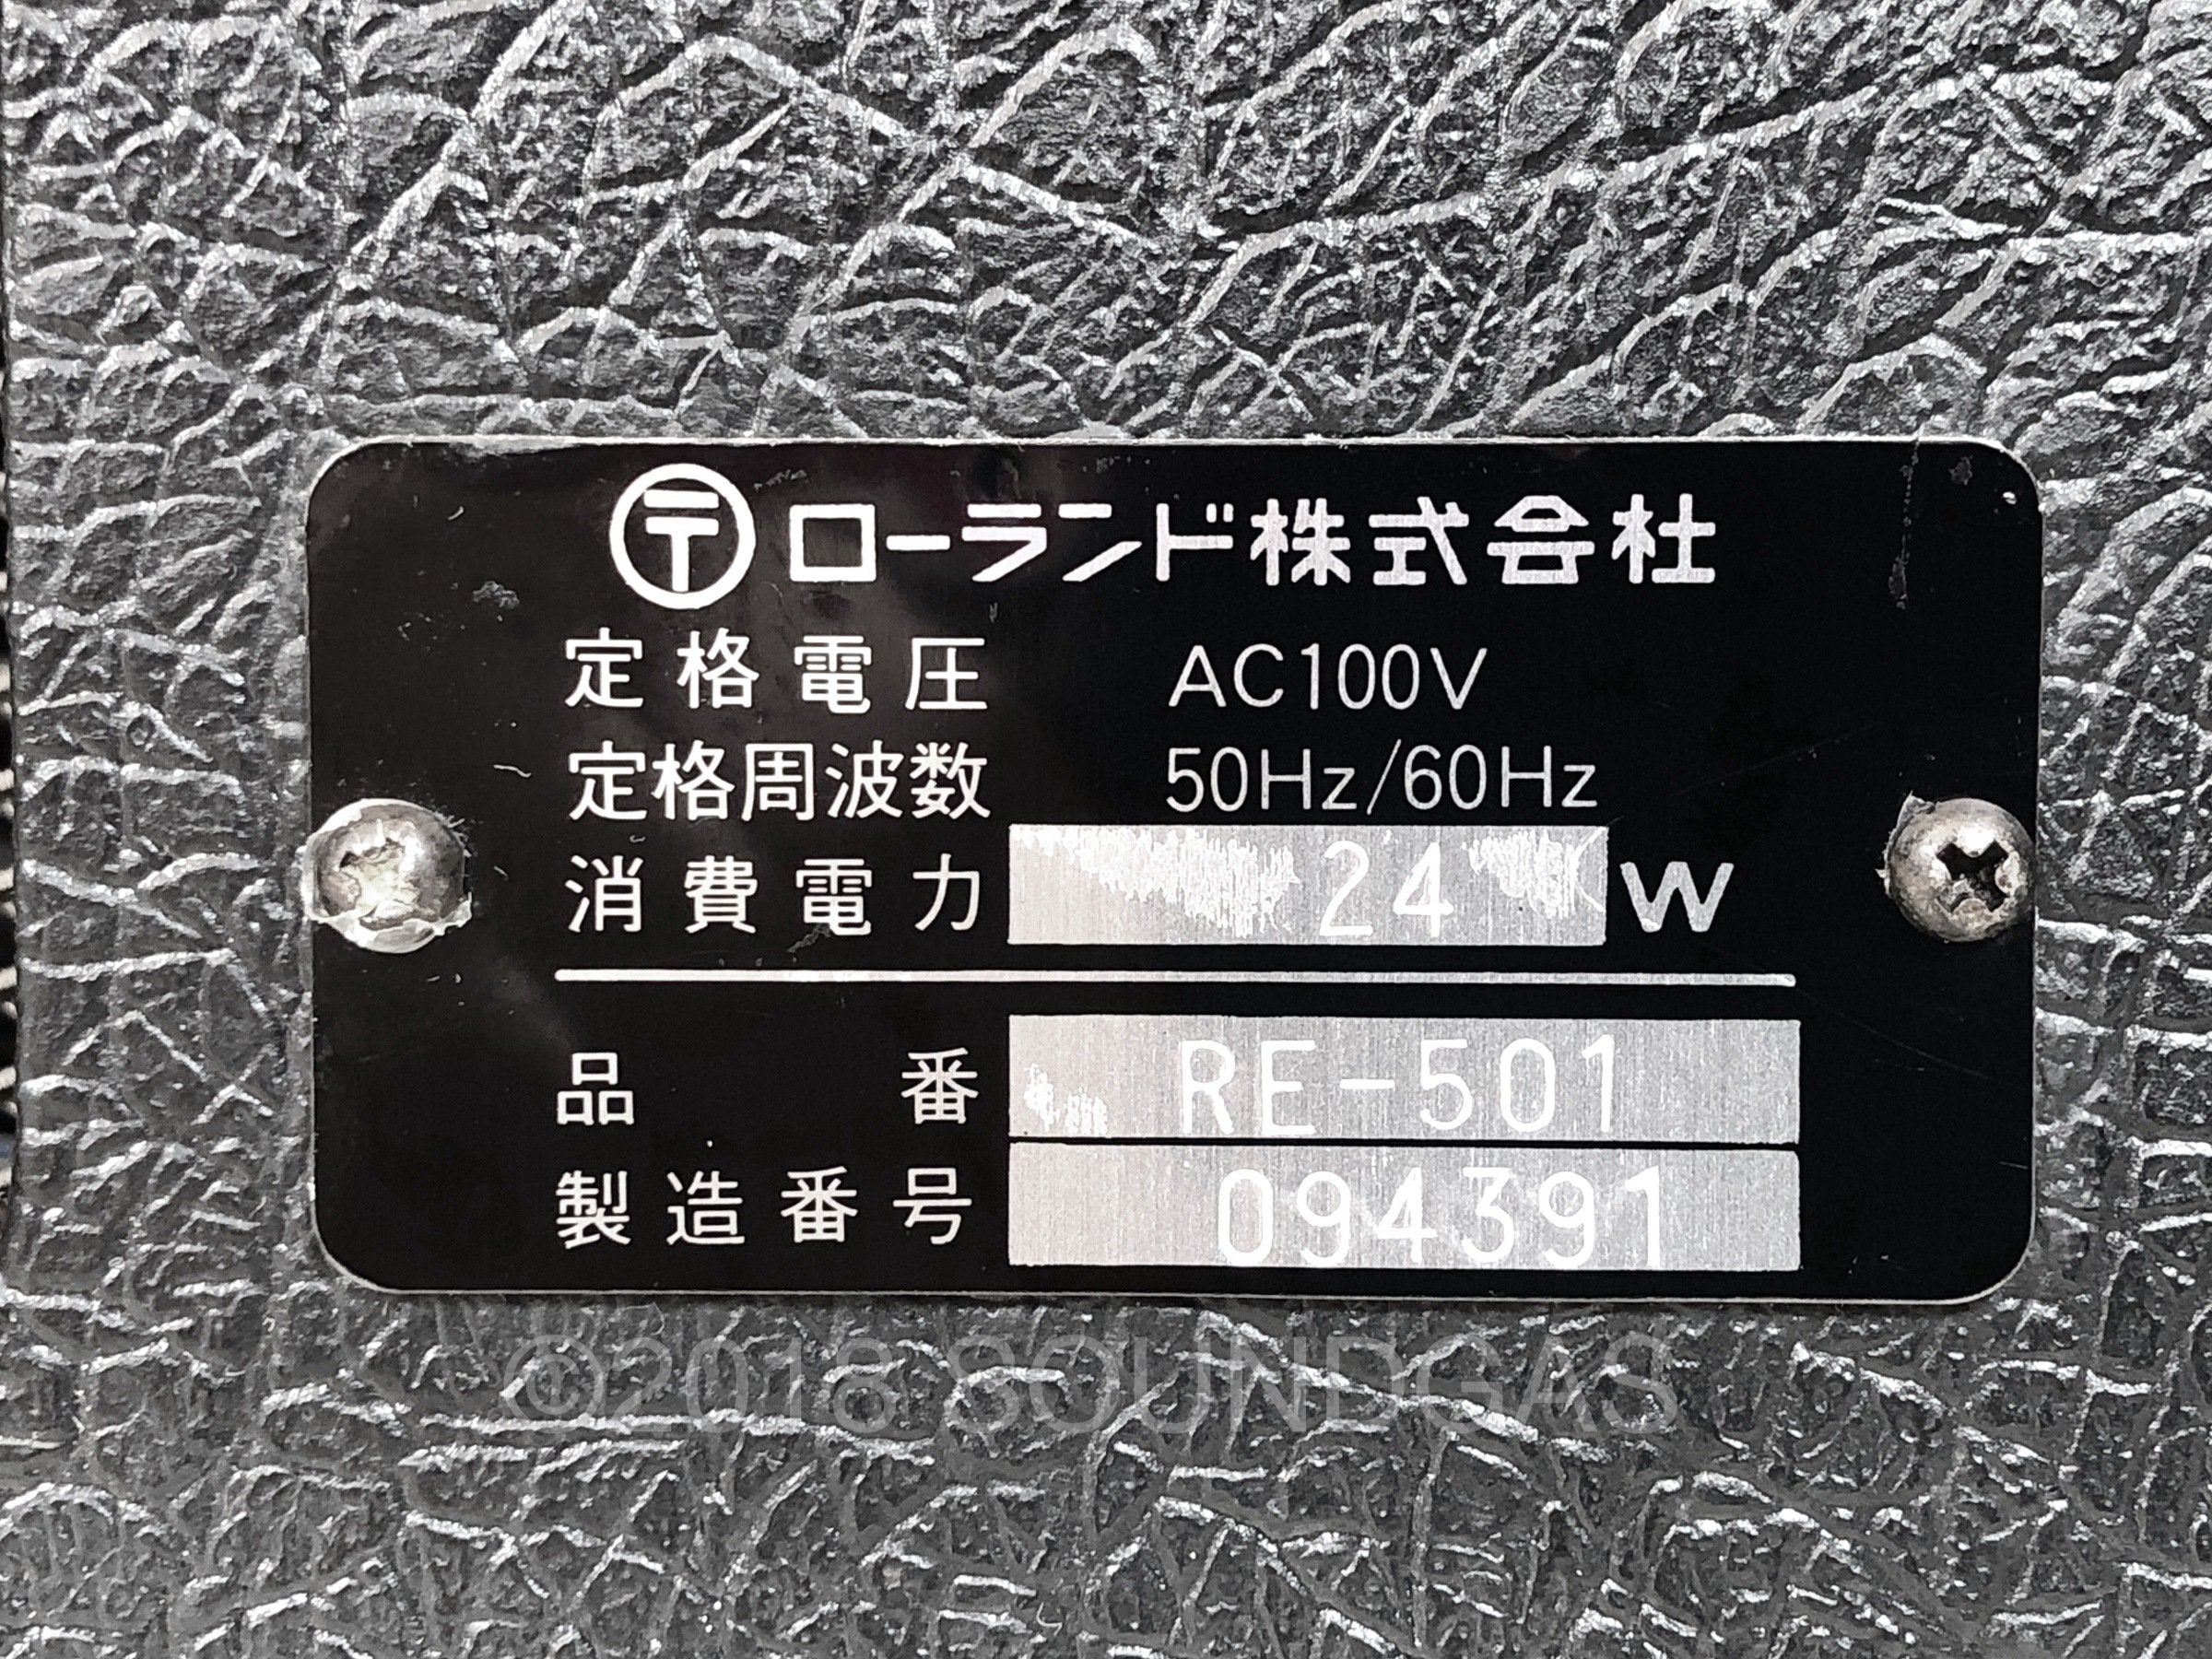 〒 ローランド株式会社
定格電圧 AC100V
定格周波数 50Hz/60Hz
消費電力 24 W
品番 RE-501
製造番号 094391
©2018 SOUNDGAS